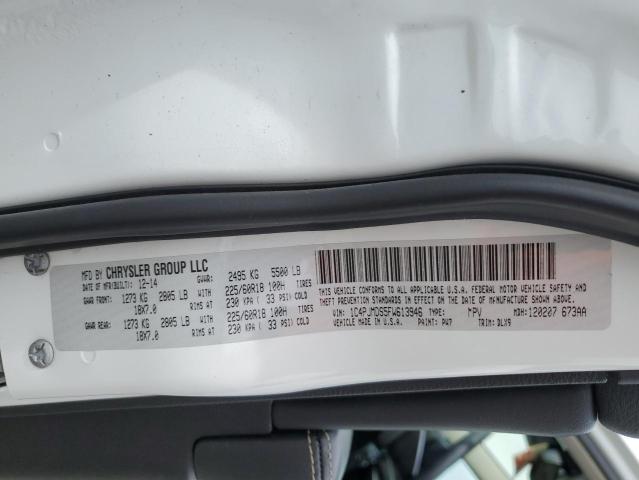 MFD BY CHRYSLER GROUP LLC
DATE OF MFR(BUILT): 12-14 GVWR: 2495 KG 5500 LB
GAWR FRONT: 1273 KG 2805 LB WITH 225/60R18 100H TIRES
18X7.0 RIMS AT 230 KPA ( 33 PSI) COLD
GAWR REAR: 1273 KG 2805 LB WITH 225/60R18 100H TIRES
18X7.0 RIMS AT 230 KPA ( 33 PSI) COLD
THIS VEHICLE CONFORMS TO ALL APPLICABLE U.S.A. FEDERAL MOTOR VEHICLE SAFETY AND
THEFT PREVENTION STANDARDS IN EFFECT ON THE DATE OF MANUFACTURE SHOWN ABOVE.
VIN: 1C4PJMDS5FW613946 TYPE: MPV MDH: 120207 673AA
MADE IN U.S.A. PAINT: PW7 TRIM: DLX9